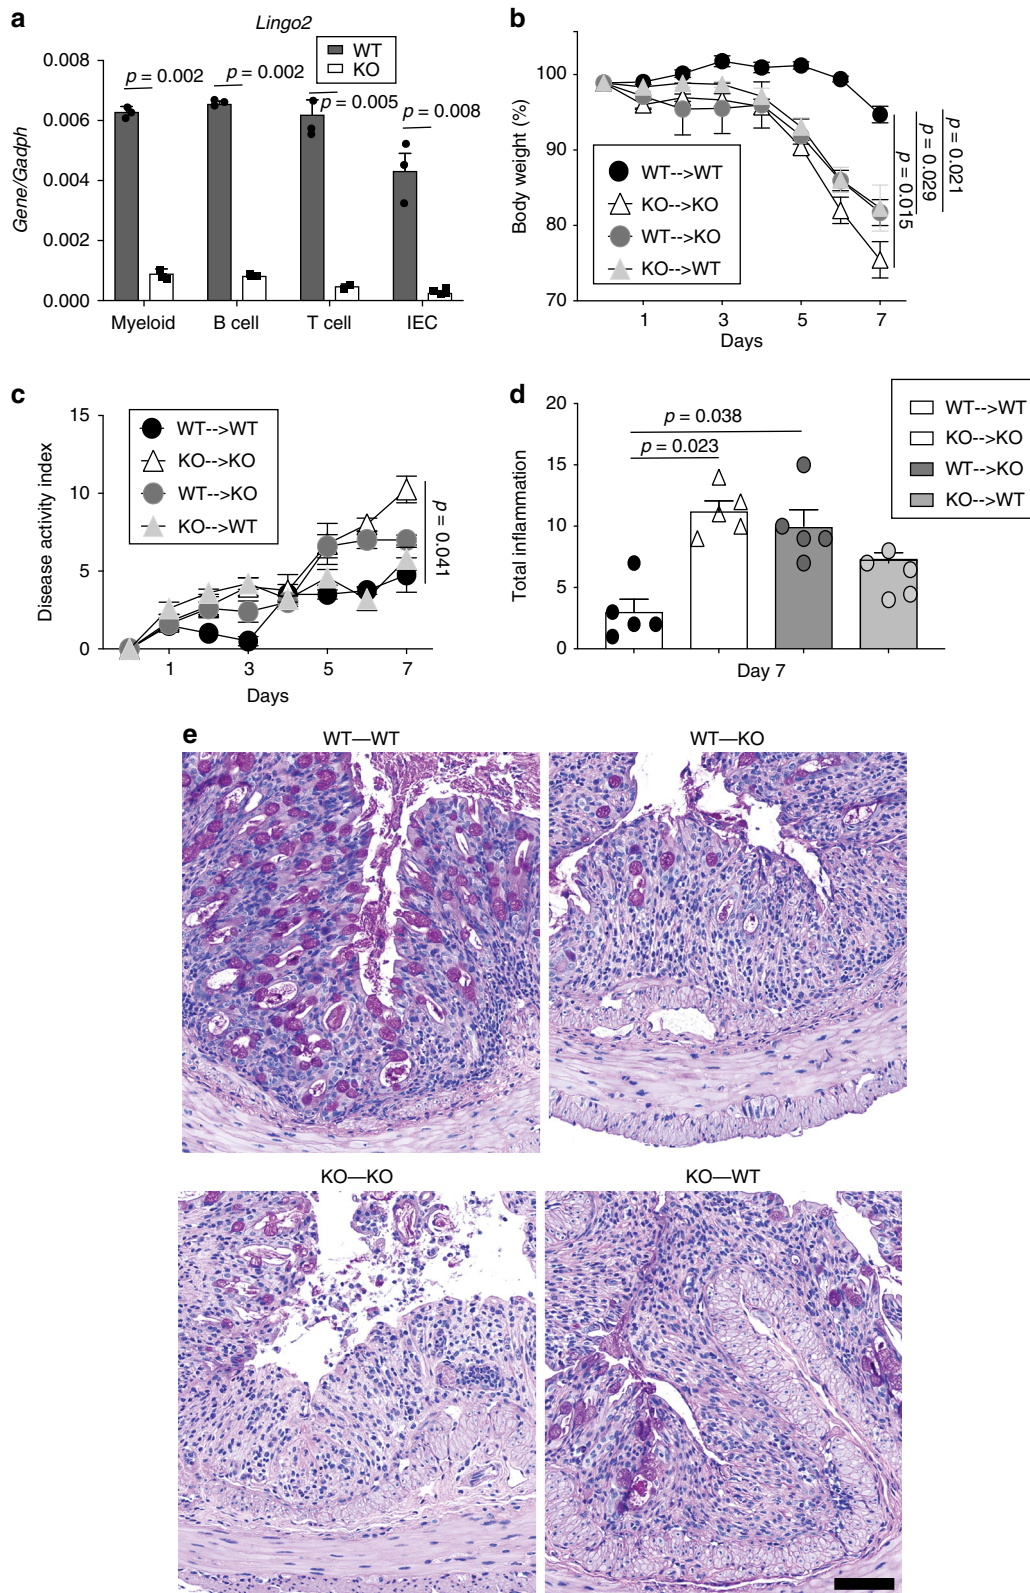 a
Lingo2
WT
KO
0.008
0.006
0.004
0.002
0.000
Gene/Gadph
p = 0.002
p = 0.002
p = 0.005
p = 0.008
Myeloid
B cell
T cell
IEC
b
100
90
80
70
Body weight (%)
WT-->WT
KO-->KO
WT-->KO
KO-->WT
p = 0.015
p = 0.029
p = 0.021
1
3
5
7
Days
c
15
10
5
0
Disease activity index
WT-->WT
KO-->KO
WT-->KO
KO-->WT
p = 0.041
1
3
5
7
Days
d
20
15
10
5
0
Total inflammation
p = 0.038
p = 0.023
WT-->WT
KO-->KO
WT-->KO
KO-->WT
Day 7
e
WT—WT
WT—KO
KO—KO
KO—WT